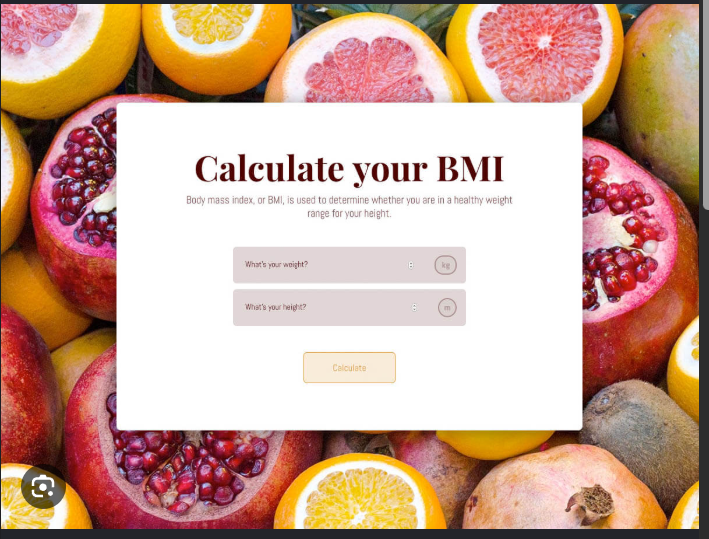 Calculate your BMI
Body mass index, or BMI, is used to determine whether you are in a healthy weight
range for your height.
What's your weight?
kg
What's your height?
m
Calculate